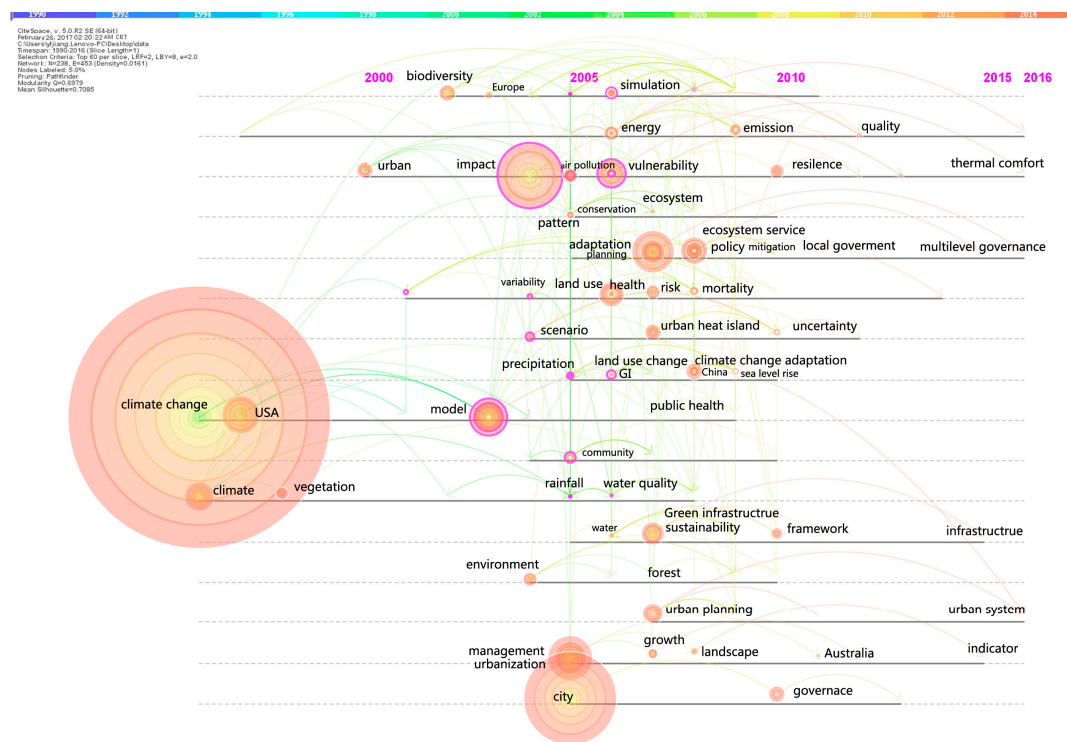 1990 1992 1994 1996 1998 2000 2002 2004 2006 2008 2010 2012 2014
CiteSpace, v. 5.0.R2 SE (64-bit)
February 26, 2017 02:20:22 AM CET
C:\Users\yfjiang.Lenovo-PC\Desktop\data
Timespan: 1990-2016 (Slice Length=1)
Selection Criteria: Top 60 per slice, LRF=2, LBY=8, e=2.0
Network: N=238, E=453 (Density=0.0161)
Nodes Labeled: 5.0%
Pruning: Pathfinder
Modularity Q=0.6979
Mean Silhouette=0.7085
2000 2005 2010 2015 2016
biodiversity Europe simulation
energy emission quality
urban impact air pollution vulnerability resilence thermal comfort
ecosystem
conservation
pattern
ecosystem service
adaptation policy mitigation local goverment multilevel governance
planning
variability land use health risk mortality
scenario urban heat island uncertainty
precipitation land use change climate change adaptation
GI China sea level rise
climate change USA model public health
community
climate vegetation rainfall water quality
Green infrastructrue
water sustainability framework infrastructrue
environment forest
urban planning urban system
management growth landscape Australia indicator
urbanization
city governace